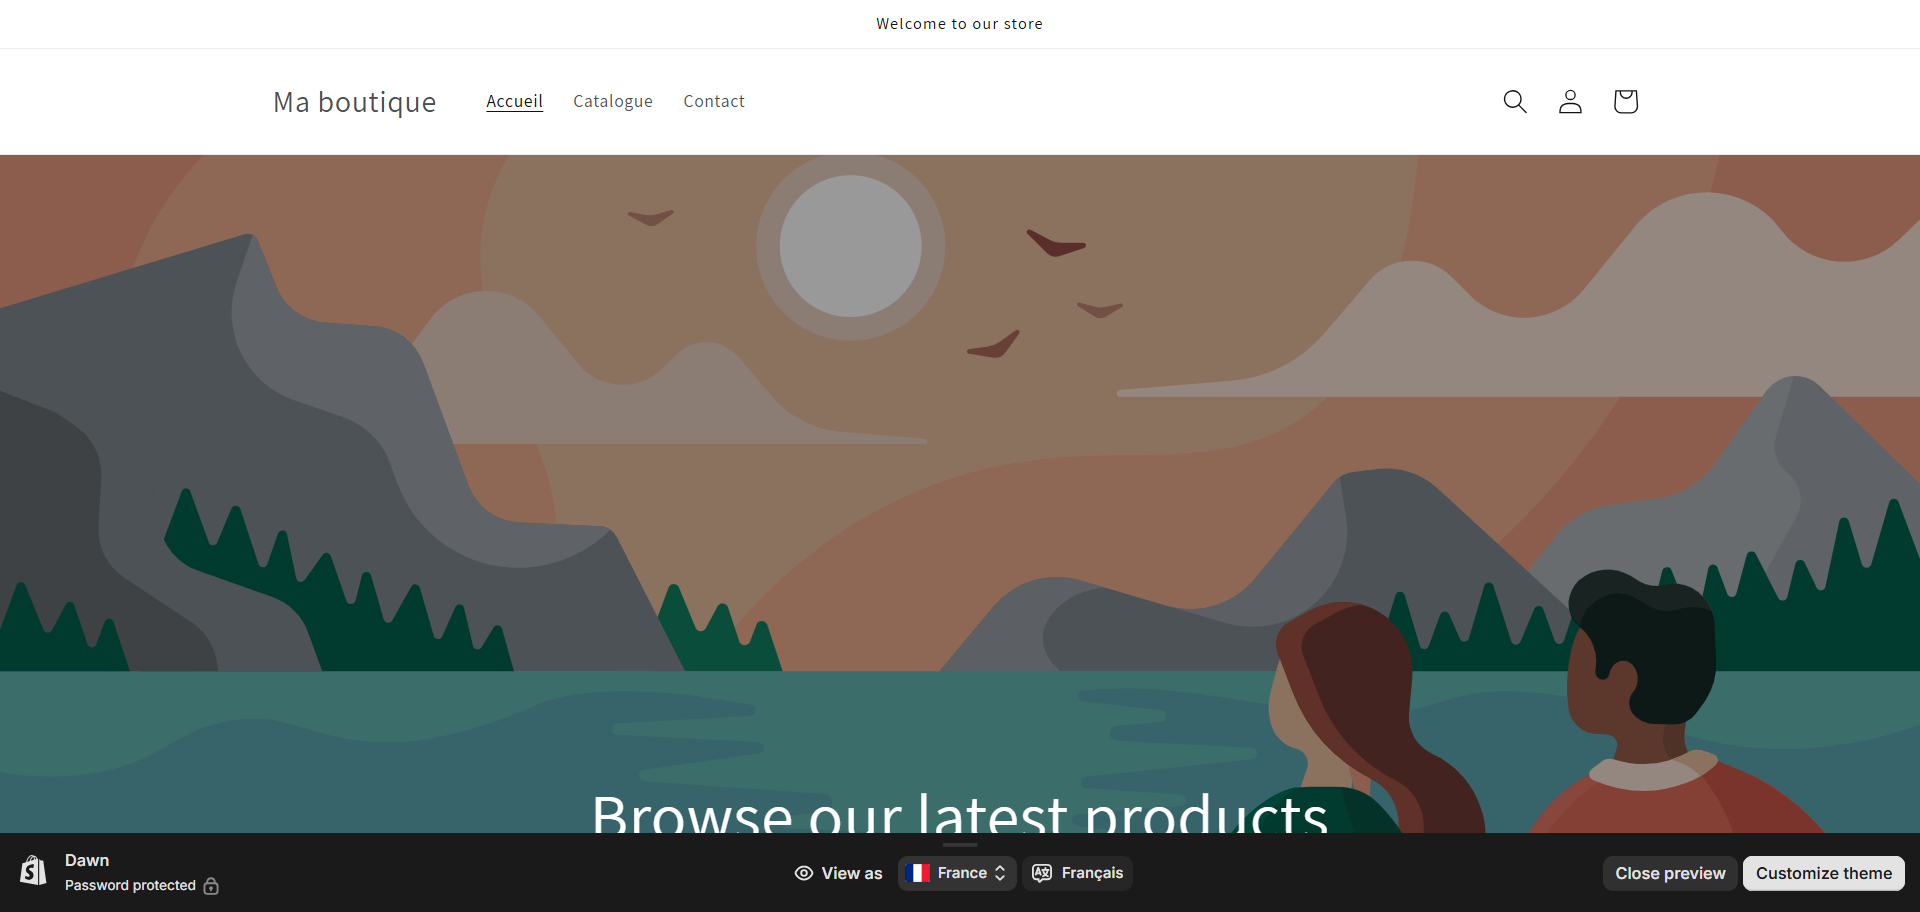 Welcome to our store
Ma boutique
Accueil Catalogue Contact
Browse our latest products
Dawn
Password protected
View as France Français
Close preview Customize theme